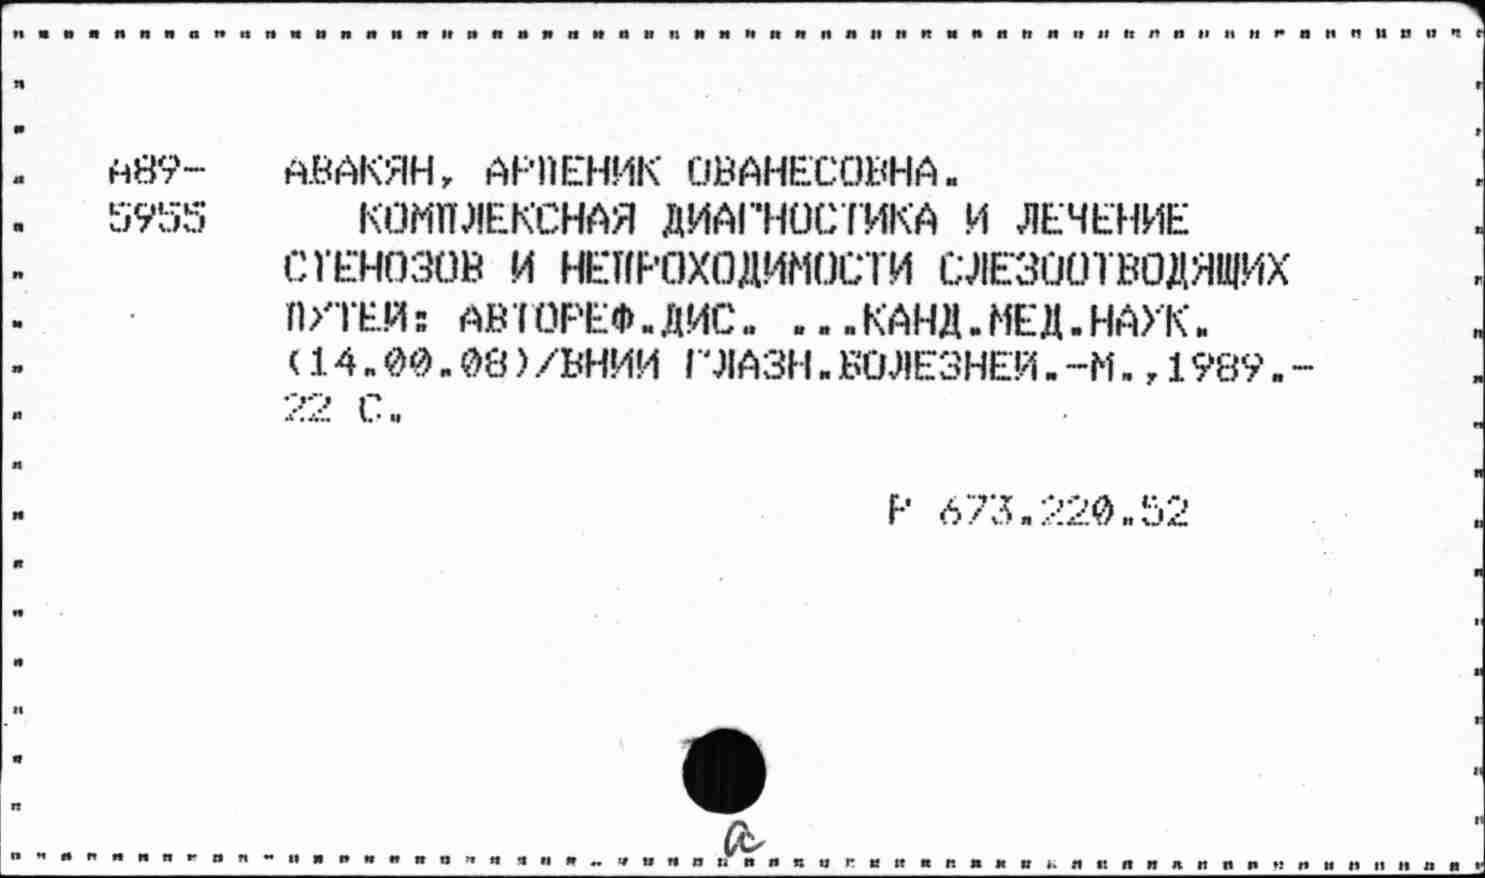 А89- АВАКЯН, АРПЕНИК ОВАНЕСОВНА.
5955 КОМПЛЕКСНАЯ ДИАГНОСТИКА И ЛЕЧЕНИЕ
СТЕНОЗОВ И НЕПРОХОДИМОСТИ СЛЕЗООТВОДЯЩИХ
ПУТЕЙ: АВТОРЕФ.ДИС. ...КАНД.МЕД.НАУК.
(14.00.08)/ВНИИ ГЛАЗН.БОЛЕЗНЕЙ.-М.,1989.-
22 С.
Р 673.220.52
а